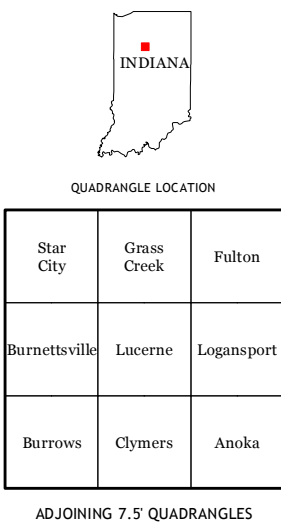 INDIANA
QUADRANGLE LOCATION
Star
City
Grass
Creek
Fulton
Burnettsville
Lucerne
Logansport
Burrows
Clymers
Anoka
ADJOINING 7.5' QUADRANGLES